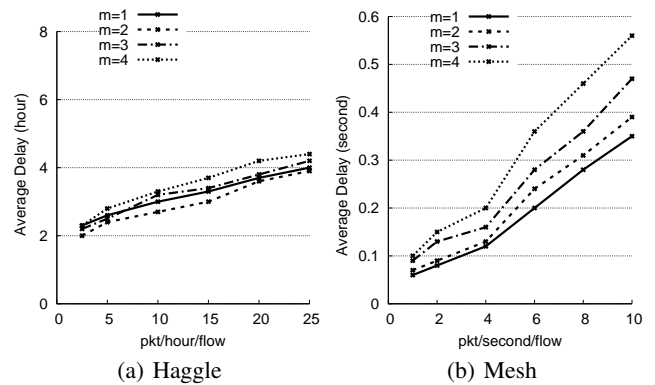 m=1
m=2
m=3
m=4
8
6
4
2
0
Average Delay (hour)
0 5 10 15 20 25
pkt/hour/flow
(a) Haggle
m=1
m=2
m=3
m=4
0.6
0.5
0.4
0.3
0.2
0.1
0
Average Delay (second)
0 2 4 6 8 10
pkt/second/flow
(b) Mesh